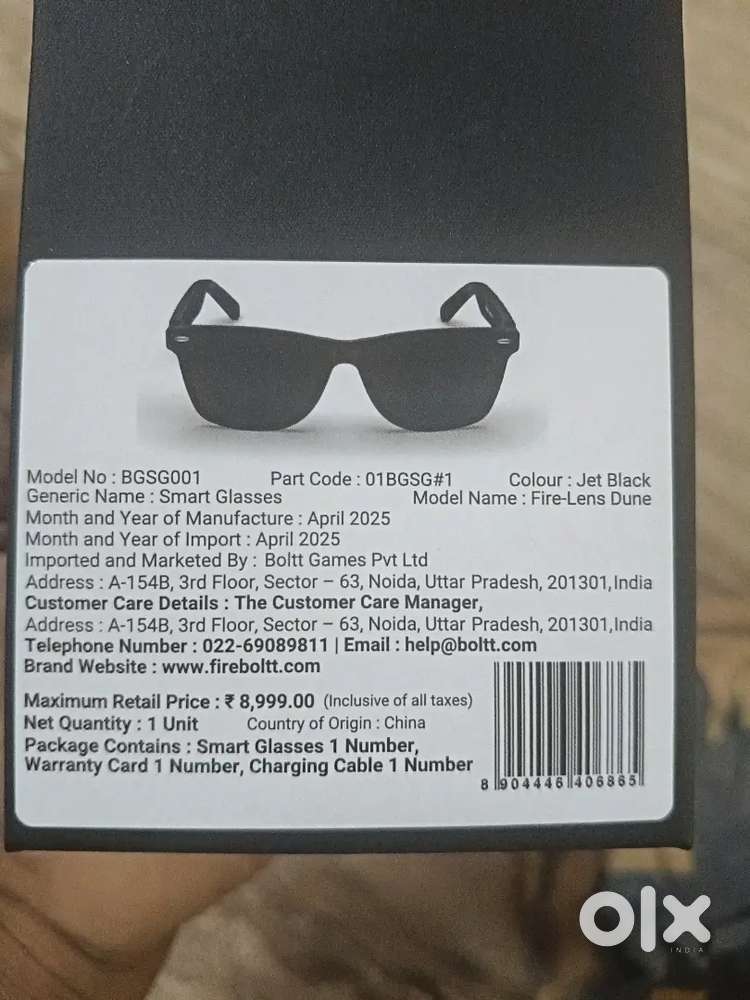 Model No : BGSG001 Part Code : 01BGSG#1 Colour : Jet Black
Generic Name : Smart Glasses Model Name : Fire-Lens Dune
Month and Year of Manufacture : April 2025
Month and Year of Import : April 2025
Imported and Marketed By : Boltt Games Pvt Ltd
Address : A-154B, 3rd Floor, Sector – 63, Noida, Uttar Pradesh, 201301,India
Customer Care Details : The Customer Care Manager,
Address : A-154B, 3rd Floor, Sector – 63, Noida, Uttar Pradesh, 201301,India
Telephone Number : 022-69089811 | Email : help@boltt.com
Brand Website : www.fireboltt.com
Maximum Retail Price : ₹ 8,999.00 (Inclusive of all taxes)
Net Quantity : 1 Unit Country of Origin : China
Package Contains : Smart Glasses 1 Number,
Warranty Card 1 Number, Charging Cable 1 Number
8 904446 406865
olx
INDIA